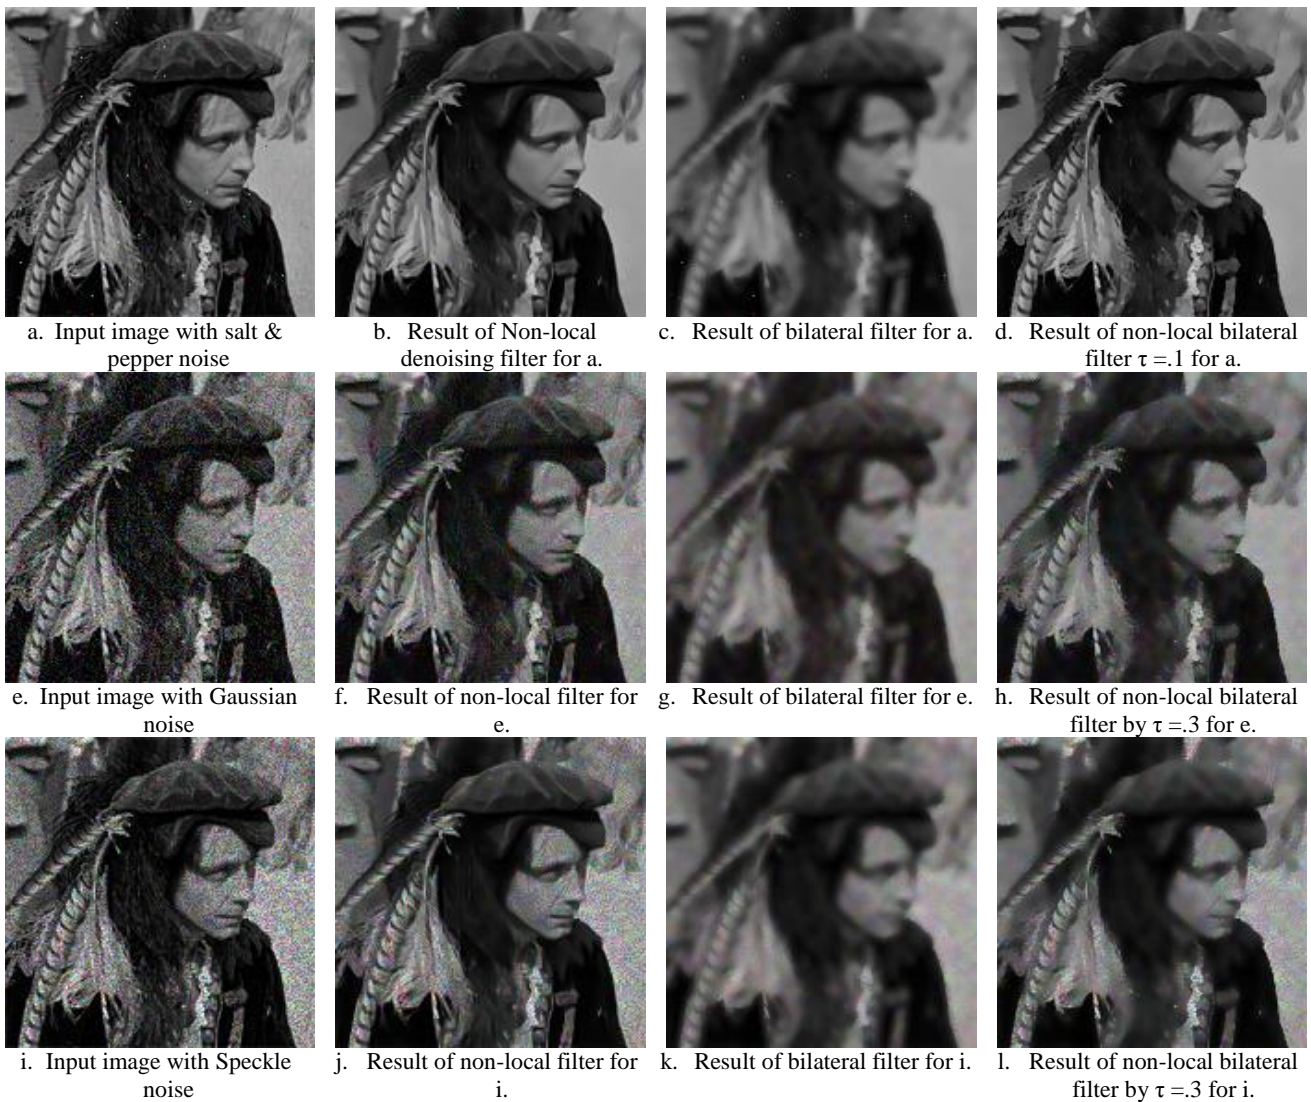 a. Input image with salt &
pepper noise
b. Result of Non-local
denoising filter for a.
c. Result of bilateral filter for a.
d. Result of non-local bilateral
filter τ =.1 for a.
e. Input image with Gaussian
noise
f. Result of non-local filter for
e.
g. Result of bilateral filter for e.
h. Result of non-local bilateral
filter by τ =.3 for e.
i. Input image with Speckle
noise
j. Result of non-local filter for
i.
k. Result of bilateral filter for i.
l. Result of non-local bilateral
filter by τ =.3 for i.